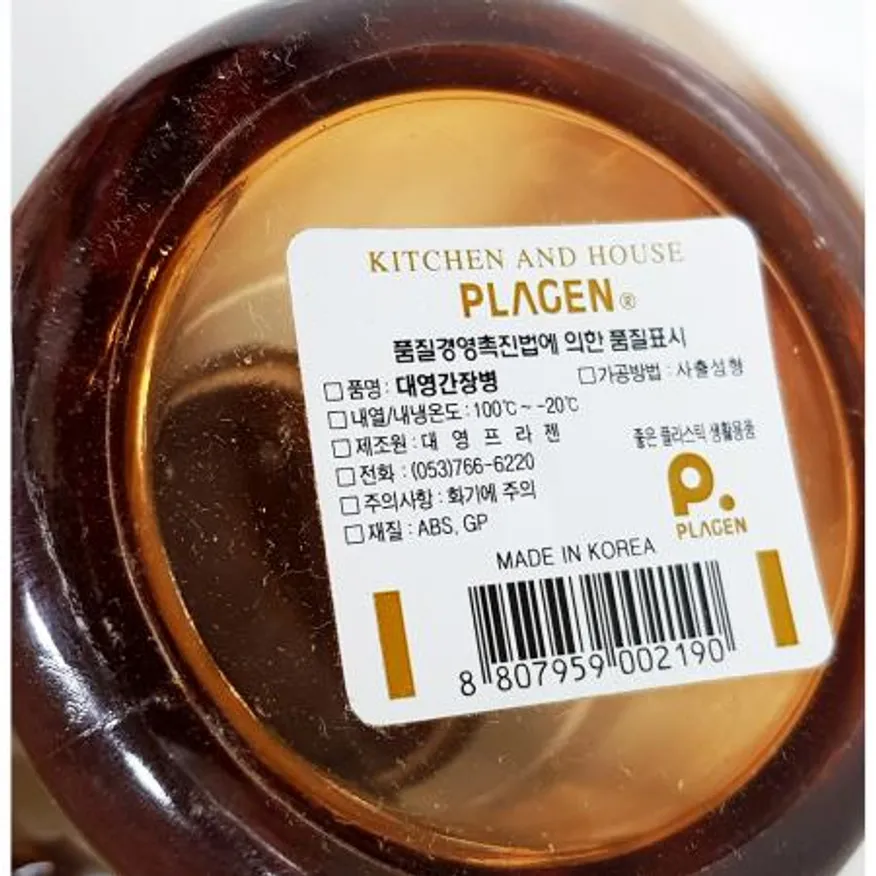 KITCHEN AND HOUSE
PLAGEN®
품질경영촉진법에 의한 품질표시
□품명 : 대영간장병 □가공방법 : 사출성형
□내열/내냉온도 : 100℃ ~ -20℃
□제조원 : 대 영 프 라 젠
□전화 : (053)766-6220
□주의사항 : 화기에 주의
□재질 : ABS, GP
좋은 플라스틱 생활용품
P.
PLAGEN
MADE IN KOREA
8 807959 002190